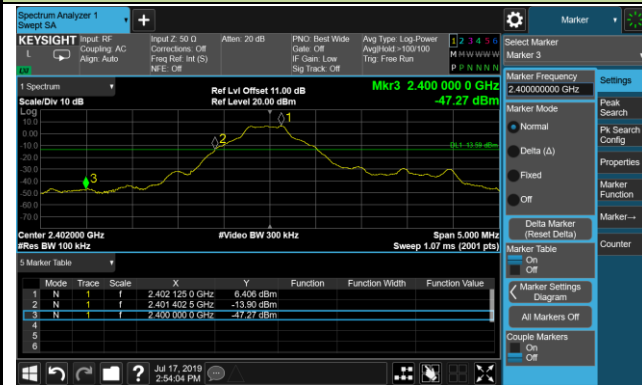 Spectrum Analyzer 1
Swept SA
+
Marker
KEYSIGHT
L
Input: RF
Coupling: AC
Align: Auto
Input Z: 50 Ω
Corrections: Off
Freq Ref: Int (S)
NFE: Off
Atten: 20 dB
PNO: Best Wide
Gate: Off
IF Gain: Low
Sig Track: Off
Avg Type: Log-Power
Avg|Hold:>100/100
Trig: Free Run
1 2 3 4 5 6
M W W W W
P P N N N N
Select Marker
Marker 3
1 Spectrum
Scale/Div 10 dB
Log
Ref Lvl Offset 11.00 dB
Ref Level 20.00 dBm
Mkr3 2.400 000 0 GHz
-47.27 dBm
10.0
0.00
-10.0
-20.0
-30.0
-40.0
-50.0
-60.0
-70.0
1
2
3
DL1 -13.59 dBm
Center 2.402000 GHz
#Res BW 100 kHz
#Video BW 300 kHz
Span 5.000 MHz
Sweep 1.07 ms (2001 pts)
5 Marker Table
Mode Trace Scale X Y Function Function Width Function Value
1 N 1 f 2.402 125 0 GHz 6.406 dBm
2 N 1 f 2.401 402 5 GHz -13.90 dBm
3 N 1 f 2.400 000 0 GHz -47.27 dBm
4
5
6
Marker Frequency
2.400000000 GHz
Marker Mode
Normal
Delta (Δ)
Fixed
Off
Delta Marker
(Reset Delta)
Marker Table
On
Off
Marker Settings
Diagram
All Markers Off
Couple Markers
On
Off
Settings
Peak
Search
Pk Search
Config
Properties
Marker
Function
Marker→
Counter
?
Jul 17, 2019
2:54:04 PM